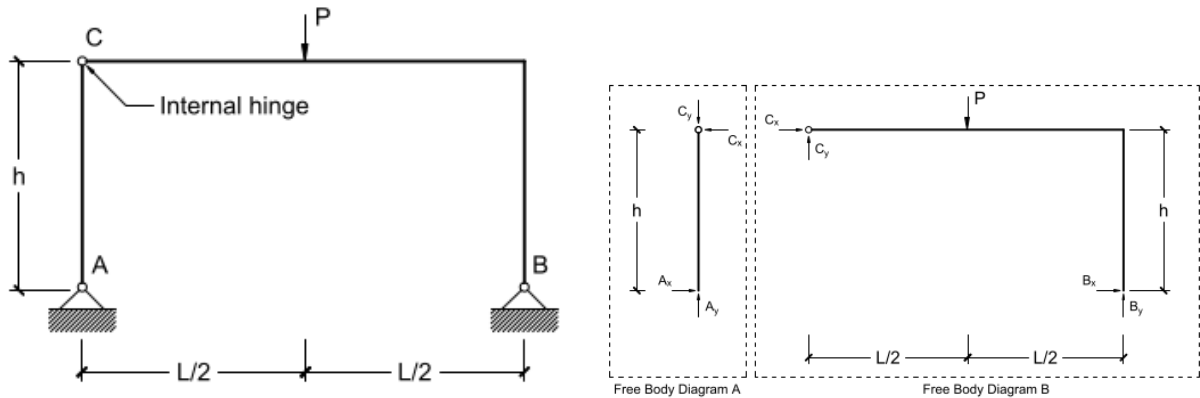 P
C
Internal hinge
h
A
B
L/2
L/2
Cy
Cx
h
Ax
Ay
Free Body Diagram A
P
Cx
Cy
h
Bx
By
L/2
L/2
Free Body Diagram B